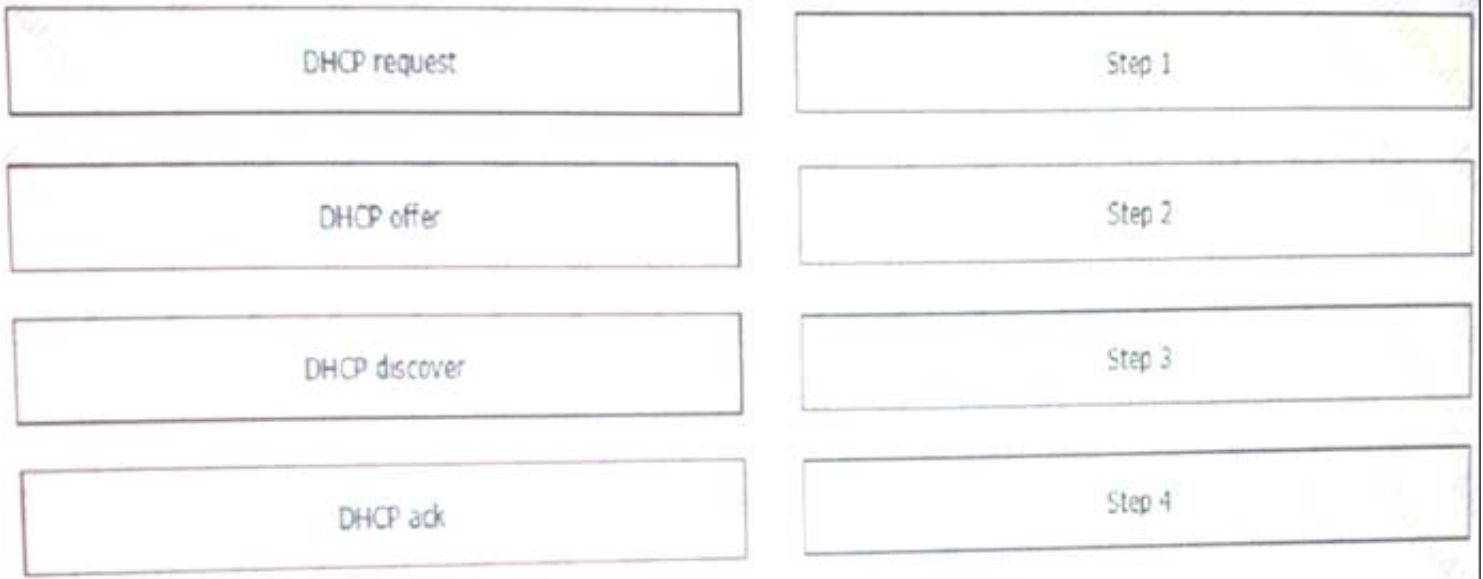 DHCP request
Step 1
DHCP offer
Step 2
DHCP discover
Step 3
DHCP ack
Step 4